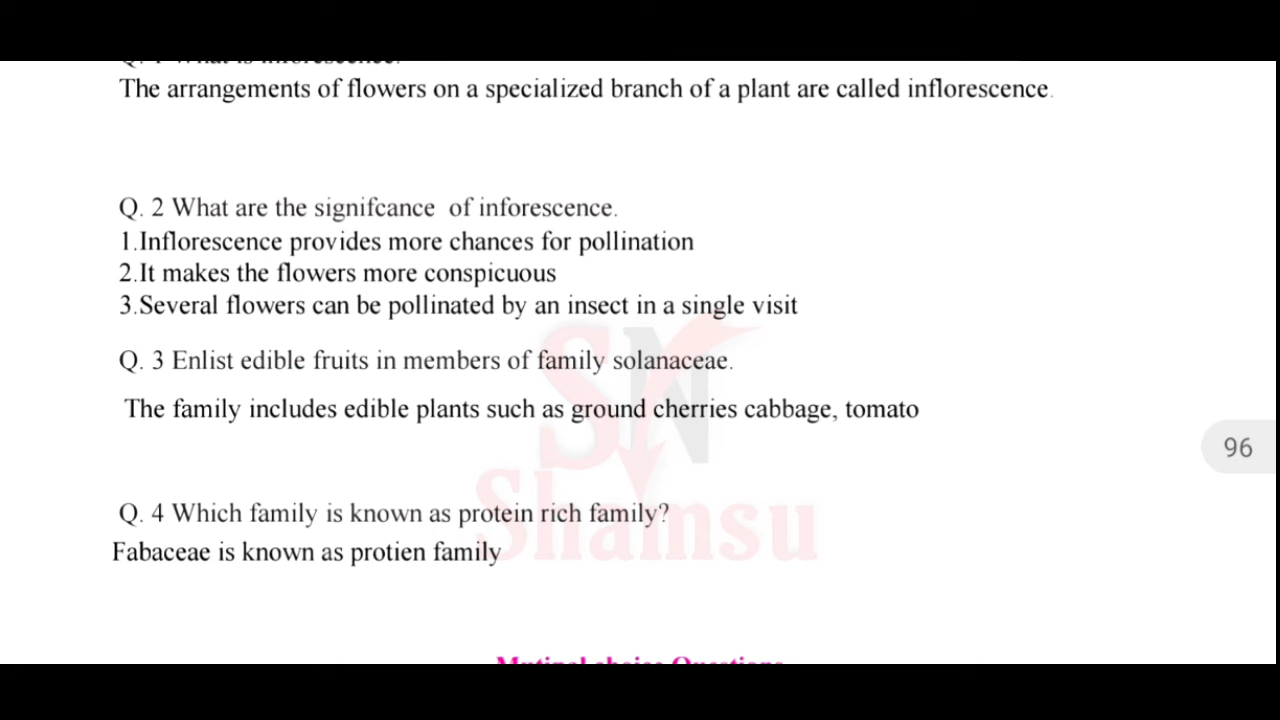 The arrangements of flowers on a specialized branch of a plant are called inflorescence.
Q. 2 What are the signifcance of inforescence.
1.Inflorescence provides more chances for pollination
2.It makes the flowers more conspicuous
3.Several flowers can be pollinated by an insect in a single visit
Q. 3 Enlist edible fruits in members of family solanaceae.
The family includes edible plants such as ground cherries cabbage, tomato
96
Q. 4 Which family is known as protein rich family?
Fabaceae is known as protien family
SN
Shamsu